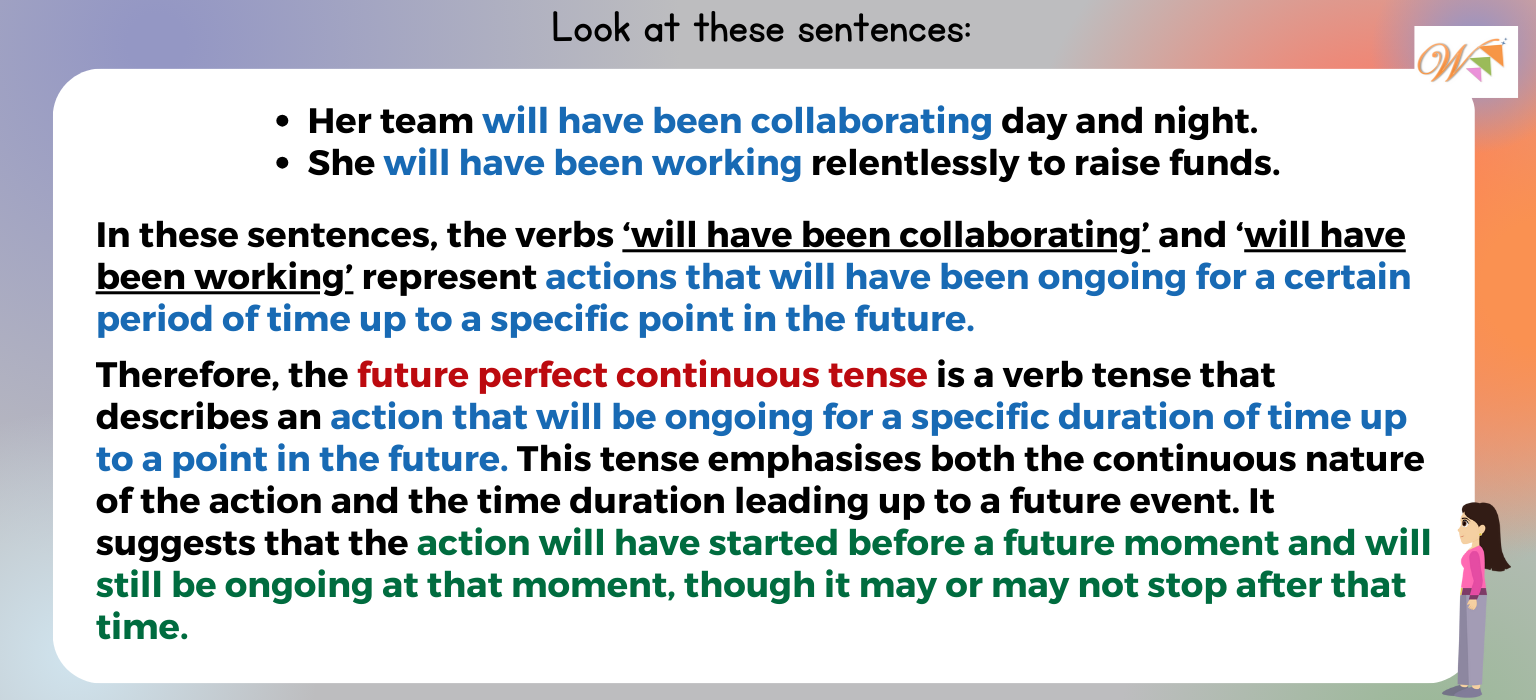 Look at these sentences:
W
• Her team will have been collaborating day and night.
• She will have been working relentlessly to raise funds.
In these sentences, the verbs ‘will have been collaborating’ and ‘will have
been working’ represent actions that will have been ongoing for a certain
period of time up to a specific point in the future.
Therefore, the future perfect continuous tense is a verb tense that
describes an action that will be ongoing for a specific duration of time up
to a point in the future. This tense emphasises both the continuous nature
of the action and the time duration leading up to a future event. It
suggests that the action will have started before a future moment and will
still be ongoing at that moment, though it may or may not stop after that
time.